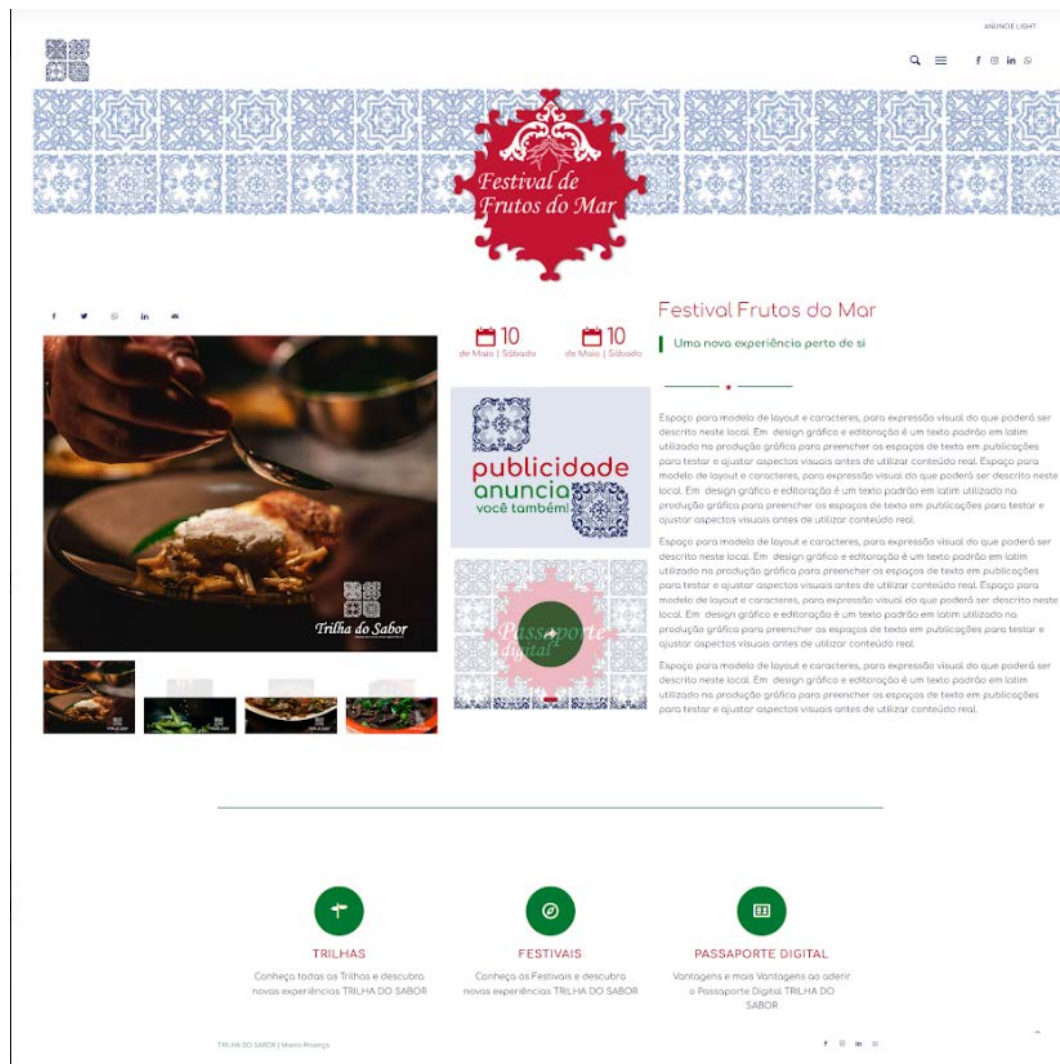 ANUNCIE LIGHT
Festival de
Frutos do Mar
10
de Maio | Sábado
10
de Maio | Sábado
Festival Frutos do Mar
Uma nova experiência perto de si
publicidade
anuncia
você também!
Trilha do Sabor
Passaporte
digital
Espaço para modelo de layout e caracteres, para expressão visual do que poderá ser
descrito neste local. Em design gráfico e editoração é um texto padrão em latim
utilizado na produção gráfica para preencher os espaços de texto em publicações
para testar e ajustar aspectos visuais antes de utilizar conteúdo real. Espaço para
modelo de layout e caracteres, para expressão visual do que poderá ser descrito neste
local. Em design gráfico e editoração é um texto padrão em latim utilizado na
produção gráfica para preencher os espaços de texto em publicações para testar e
ajustar aspectos visuais antes de utilizar conteúdo real.
Espaço para modelo de layout e caracteres, para expressão visual do que poderá ser
descrito neste local. Em design gráfico e editoração é um texto padrão em latim
utilizado na produção gráfica para preencher os espaços de texto em publicações
para testar e ajustar aspectos visuais antes de utilizar conteúdo real. Espaço para
modelo de layout e caracteres, para expressão visual do que poderá ser descrito neste
local. Em design gráfico e editoração é um texto padrão em latim utilizado na
produção gráfica para preencher os espaços de texto em publicações para testar e
ajustar aspectos visuais antes de utilizar conteúdo real.
Espaço para modelo de layout e caracteres, para expressão visual do que poderá ser
descrito neste local. Em design gráfico e editoração é um texto padrão em latim
utilizado na produção gráfica para preencher os espaços de texto em publicações
para testar e ajustar aspectos visuais antes de utilizar conteúdo real.
TRILHAS
Conheça todas as Trilhas e descubra
novas experiências TRILHA DO SABOR
FESTIVAIS
Conheça os Festivais e descubra
novas experiências TRILHA DO SABOR
PASSAPORTE DIGITAL
Vantagens e mais Vantagens ao aderir
o Passaporte Digital TRILHA DO
SABOR
TRILHA DO SABOR | Marco